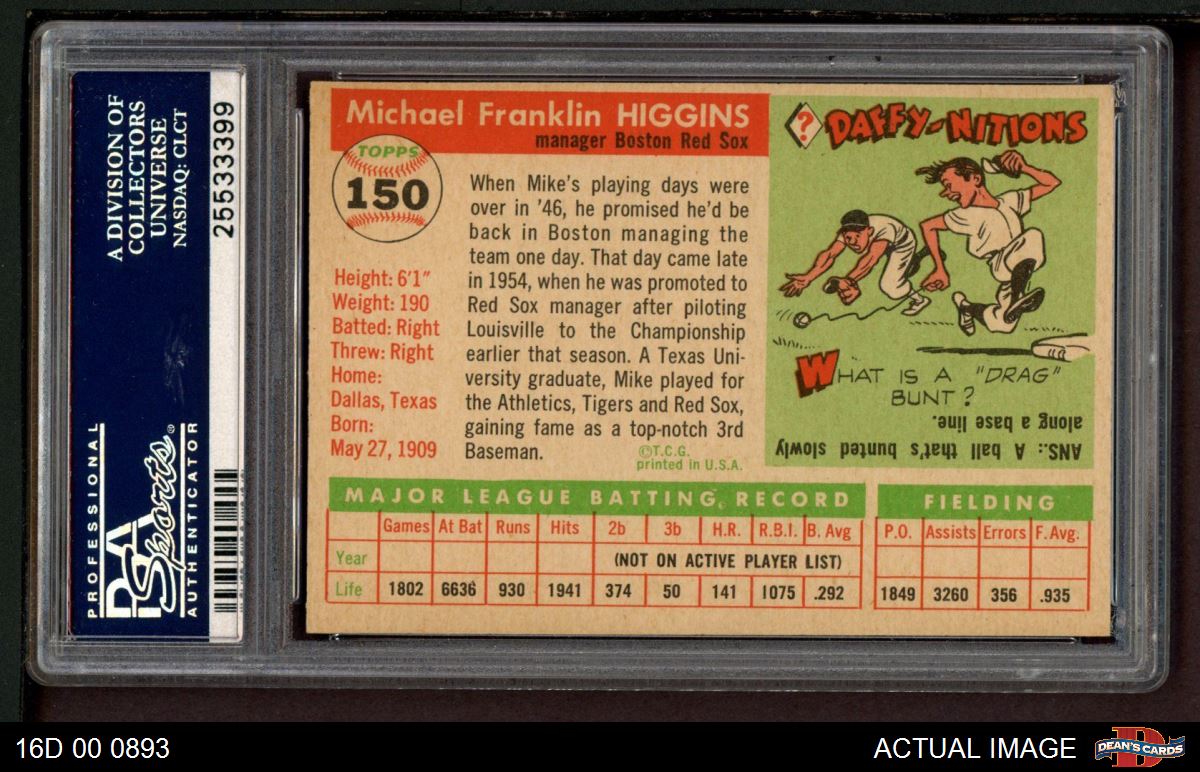 A DIVISION OF
COLLECTORS
UNIVERSE
NASDAQ: CLCT
25533399
PROFESSIONAL
PSA
Sports®
AUTHENTICATOR
Michael Franklin HIGGINS
manager Boston Red Sox
TOPPS
150
Height: 6'1"
Weight: 190
Batted: Right
Threw: Right
Home:
Dallas, Texas
Born:
May 27, 1909
When Mike's playing days were
over in '46, he promised he'd be
back in Boston managing the
team one day. That day came late
in 1954, when he was promoted to
Red Sox manager after piloting
Louisville to the Championship
earlier that season. A Texas Uni-
versity graduate, Mike played for
the Athletics, Tigers and Red Sox,
gaining fame as a top-notch 3rd
Baseman.
©T.C.G.
printed in U.S.A.
? DAFFY-NITIONS
WHAT IS A "DRAG"
BUNT?
ANS.: A ball that's bunted slowly
along a base line.
MAJOR LEAGUE BATTING RECORD
Games At Bat Runs Hits 2b 3b H.R. R.B.I. B. Avg
Year (NOT ON ACTIVE PLAYER LIST)
Life 1802 6636 930 1941 374 50 141 1075 .292
FIELDING
P.O. Assists Errors F. Avg.
1849 3260 356 .935
16D 00 0893
ACTUAL IMAGE
D
DEAN'S CARDS